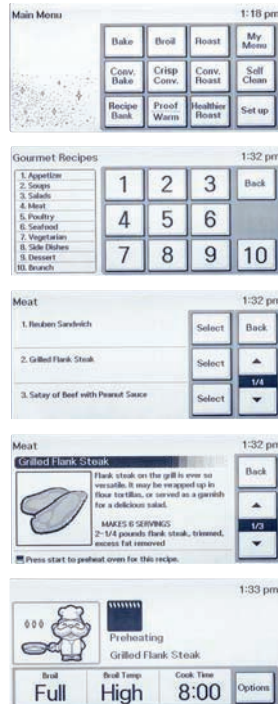 Main Menu 1:18 pm
Bake Broil Roast My Menu
Conv. Bake Crisp Conv. Conv. Roast Self Clean
Recipe Bank Proof Warm Healthier Roast Set up
Gourmet Recipes 1:32 pm
1. Appetizer
2. Soups
3. Salads
4. Meat
5. Poultry
6. Seafood
7. Vegetarian
8. Side Dishes
9. Dessert
10. Brunch
1 2 3 Back
4 5 6
7 8 9 10
Meat 1:32 pm
1. Reuben Sandwich Select Back
2. Grilled Flank Steak Select
1/4
3. Satay of Beef with Peanut Sauce Select
Meat 1:32 pm
Grilled Flank Steak Back
Flank steak on the grill is ever so
versatile. It may be wrapped up in
flour tortillas, or served as a garnish
for a delicious salad.
1/3
MAKES 6 SERVINGS
2-1/4 pounds flank steak, trimmed,
excess fat removed
Press start to preheat oven for this recipe.
1:33 pm
Preheating
Grilled Flank Steak
Broil Broil Temp Cook Time
Full High 8:00 Options